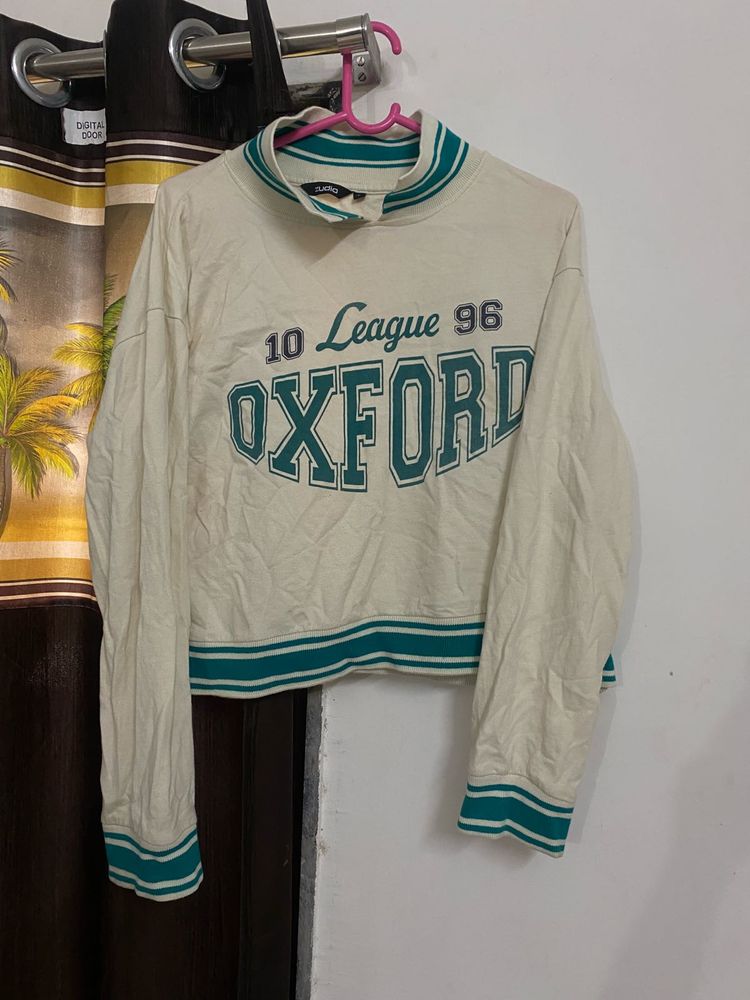 DIGITAL
DOOR
ZUDIO
10 League 96
OXFORD